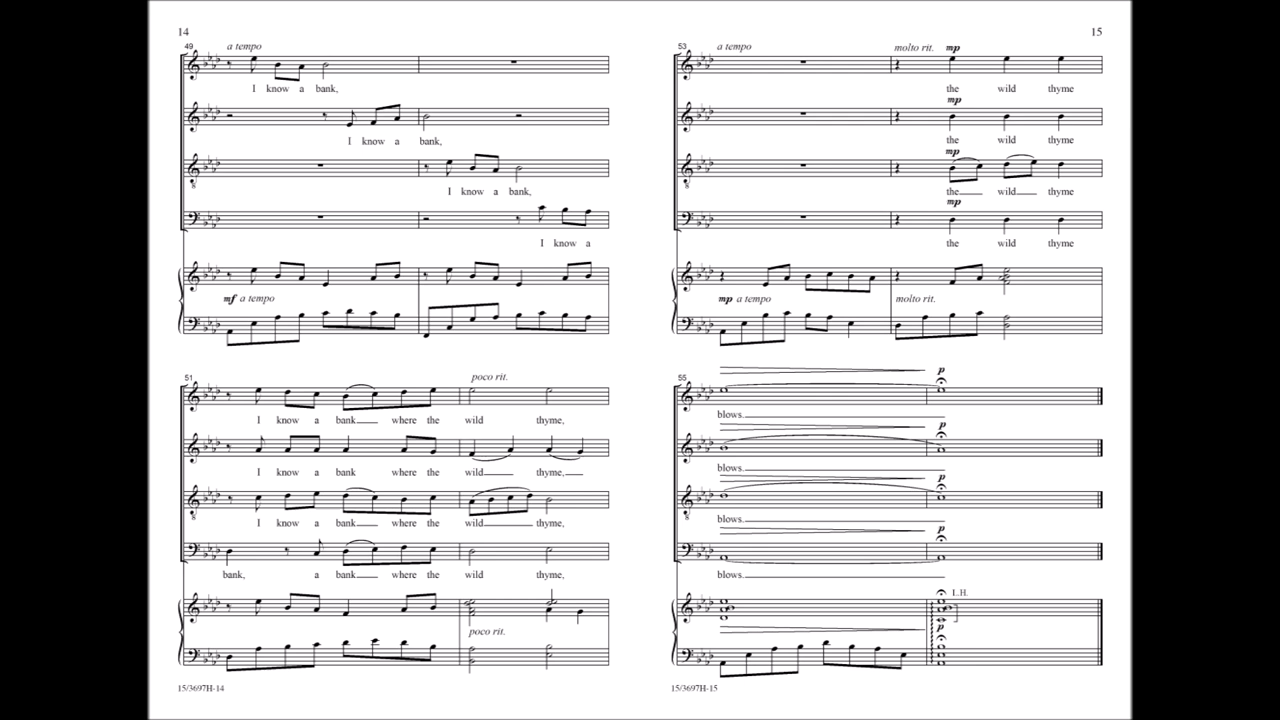 14
49
a tempo
I know a bank,
I know a bank,
I know a bank,
I know a
mf a tempo
51
poco rit.
I know a bank where the wild thyme,
I know a bank where the wild thyme,
I know a bank where the wild thyme,
bank, a bank where the wild thyme,
poco rit.
15/3697H-14
15
53
a tempo
molto rit.
mp
the wild thyme
mp
the wild thyme
mp
the wild thyme
mp
the wild thyme
mp a tempo
molto rit.
55
p
blows.
p
blows.
p
blows.
p
blows.
L.H.
p
15/3697H-15